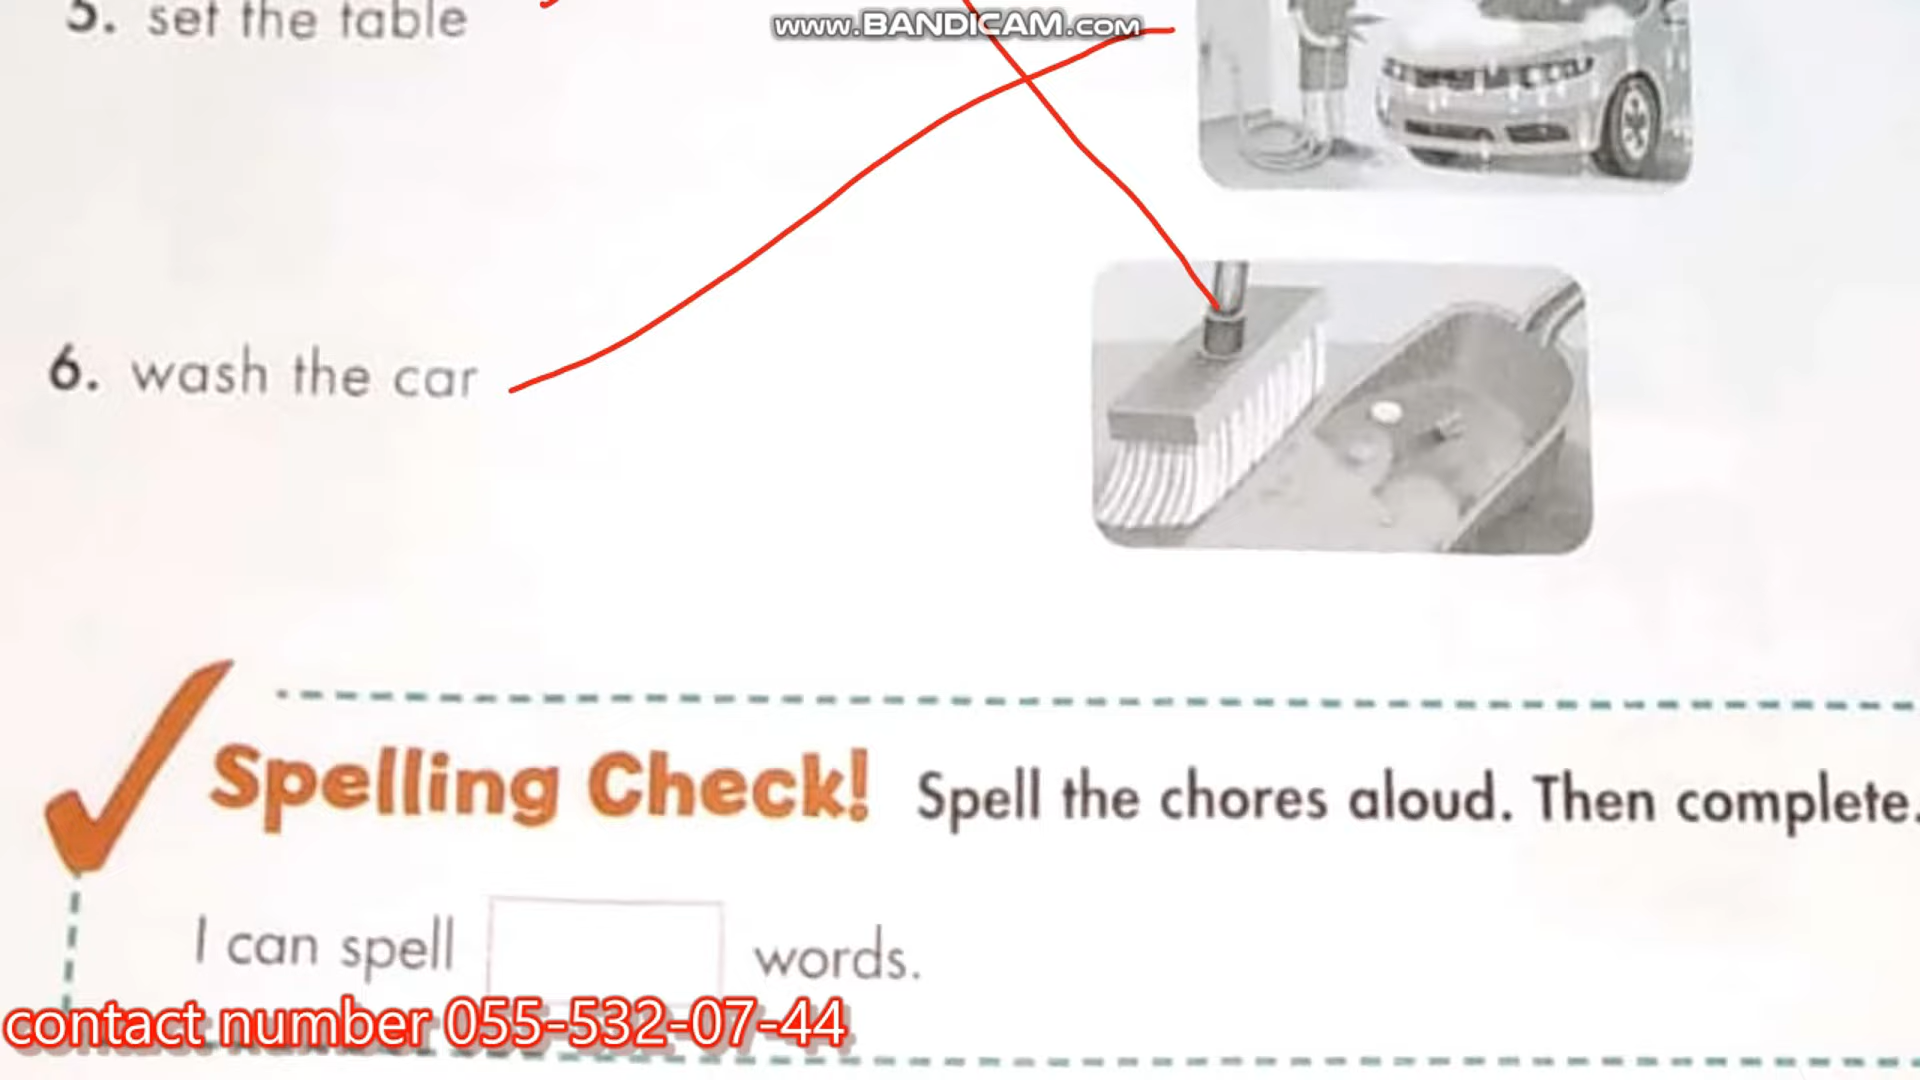 www.BANDICAM.com
5. set the table
6. wash the car
Spelling Check! Spell the chores aloud. Then complete.
I can spell words.
contact number 055-532-07-44